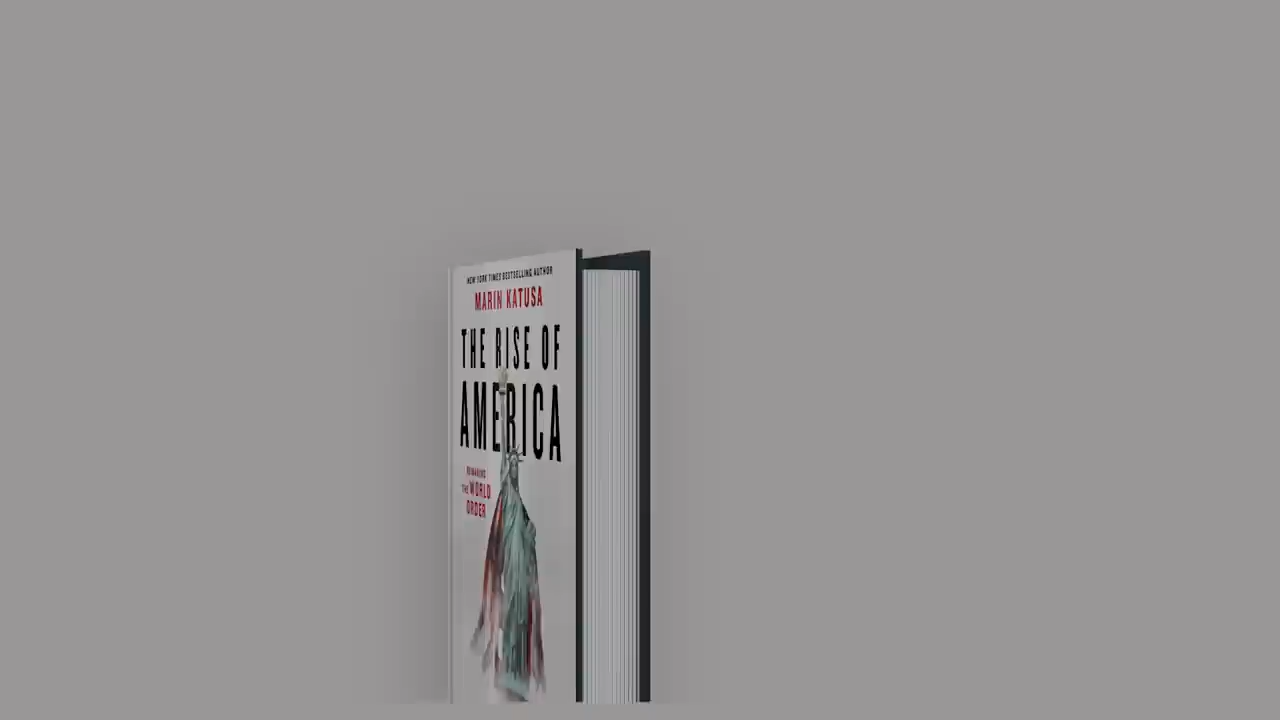 NEW YORK TIMES BESTSELLING AUTHOR
MARIN KATUSA
THE RISE OF
AMERICA
REMAKING
THE WORLD
ORDER